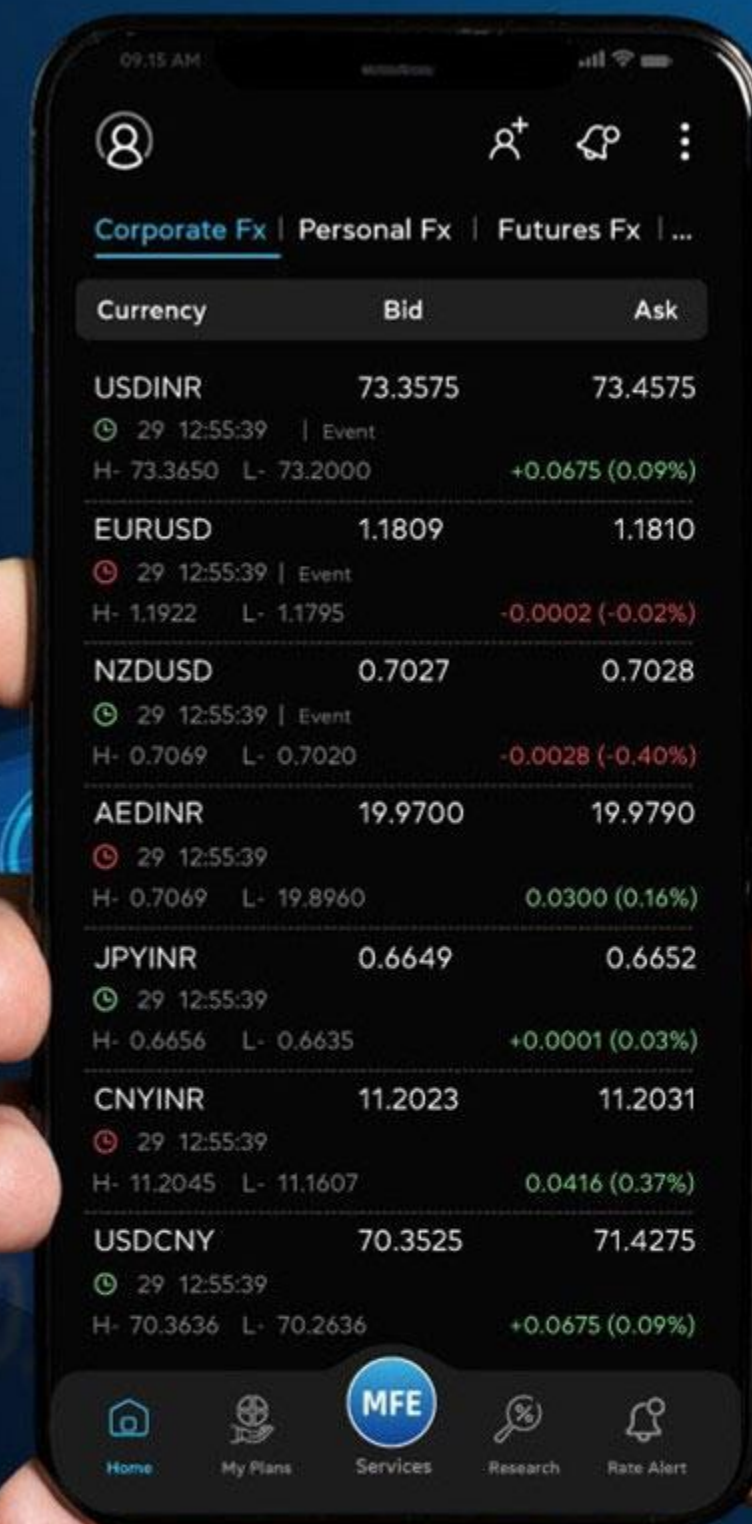 09.15 AM
Corporate Fx | Personal Fx | Futures Fx | ...
Currency Bid Ask
USDINR 73.3575 73.4575
29 12:55:39 | Event
H- 73.3650 L- 73.2000 +0.0675 (0.09%)
EURUSD 1.1809 1.1810
29 12:55:39 | Event
H- 1.1922 L- 1.1795 -0.0002 (-0.02%)
NZDUSD 0.7027 0.7028
29 12:55:39 | Event
H- 0.7069 L- 0.7020 -0.0028 (-0.40%)
AEDINR 19.9700 19.9790
29 12:55:39
H- 0.7069 L- 19.8960 0.0300 (0.16%)
JPYINR 0.6649 0.6652
29 12:55:39
H- 0.6656 L- 0.6635 +0.0001 (0.03%)
CNYINR 11.2023 11.2031
29 12:55:39
H- 11.2045 L- 11.1607 0.0416 (0.37%)
USDCNY 70.3525 71.4275
29 12:55:39
H- 70.3636 L- 70.2636 +0.0675 (0.09%)
MFE
%
Home My Plans Services Research Rate Alert